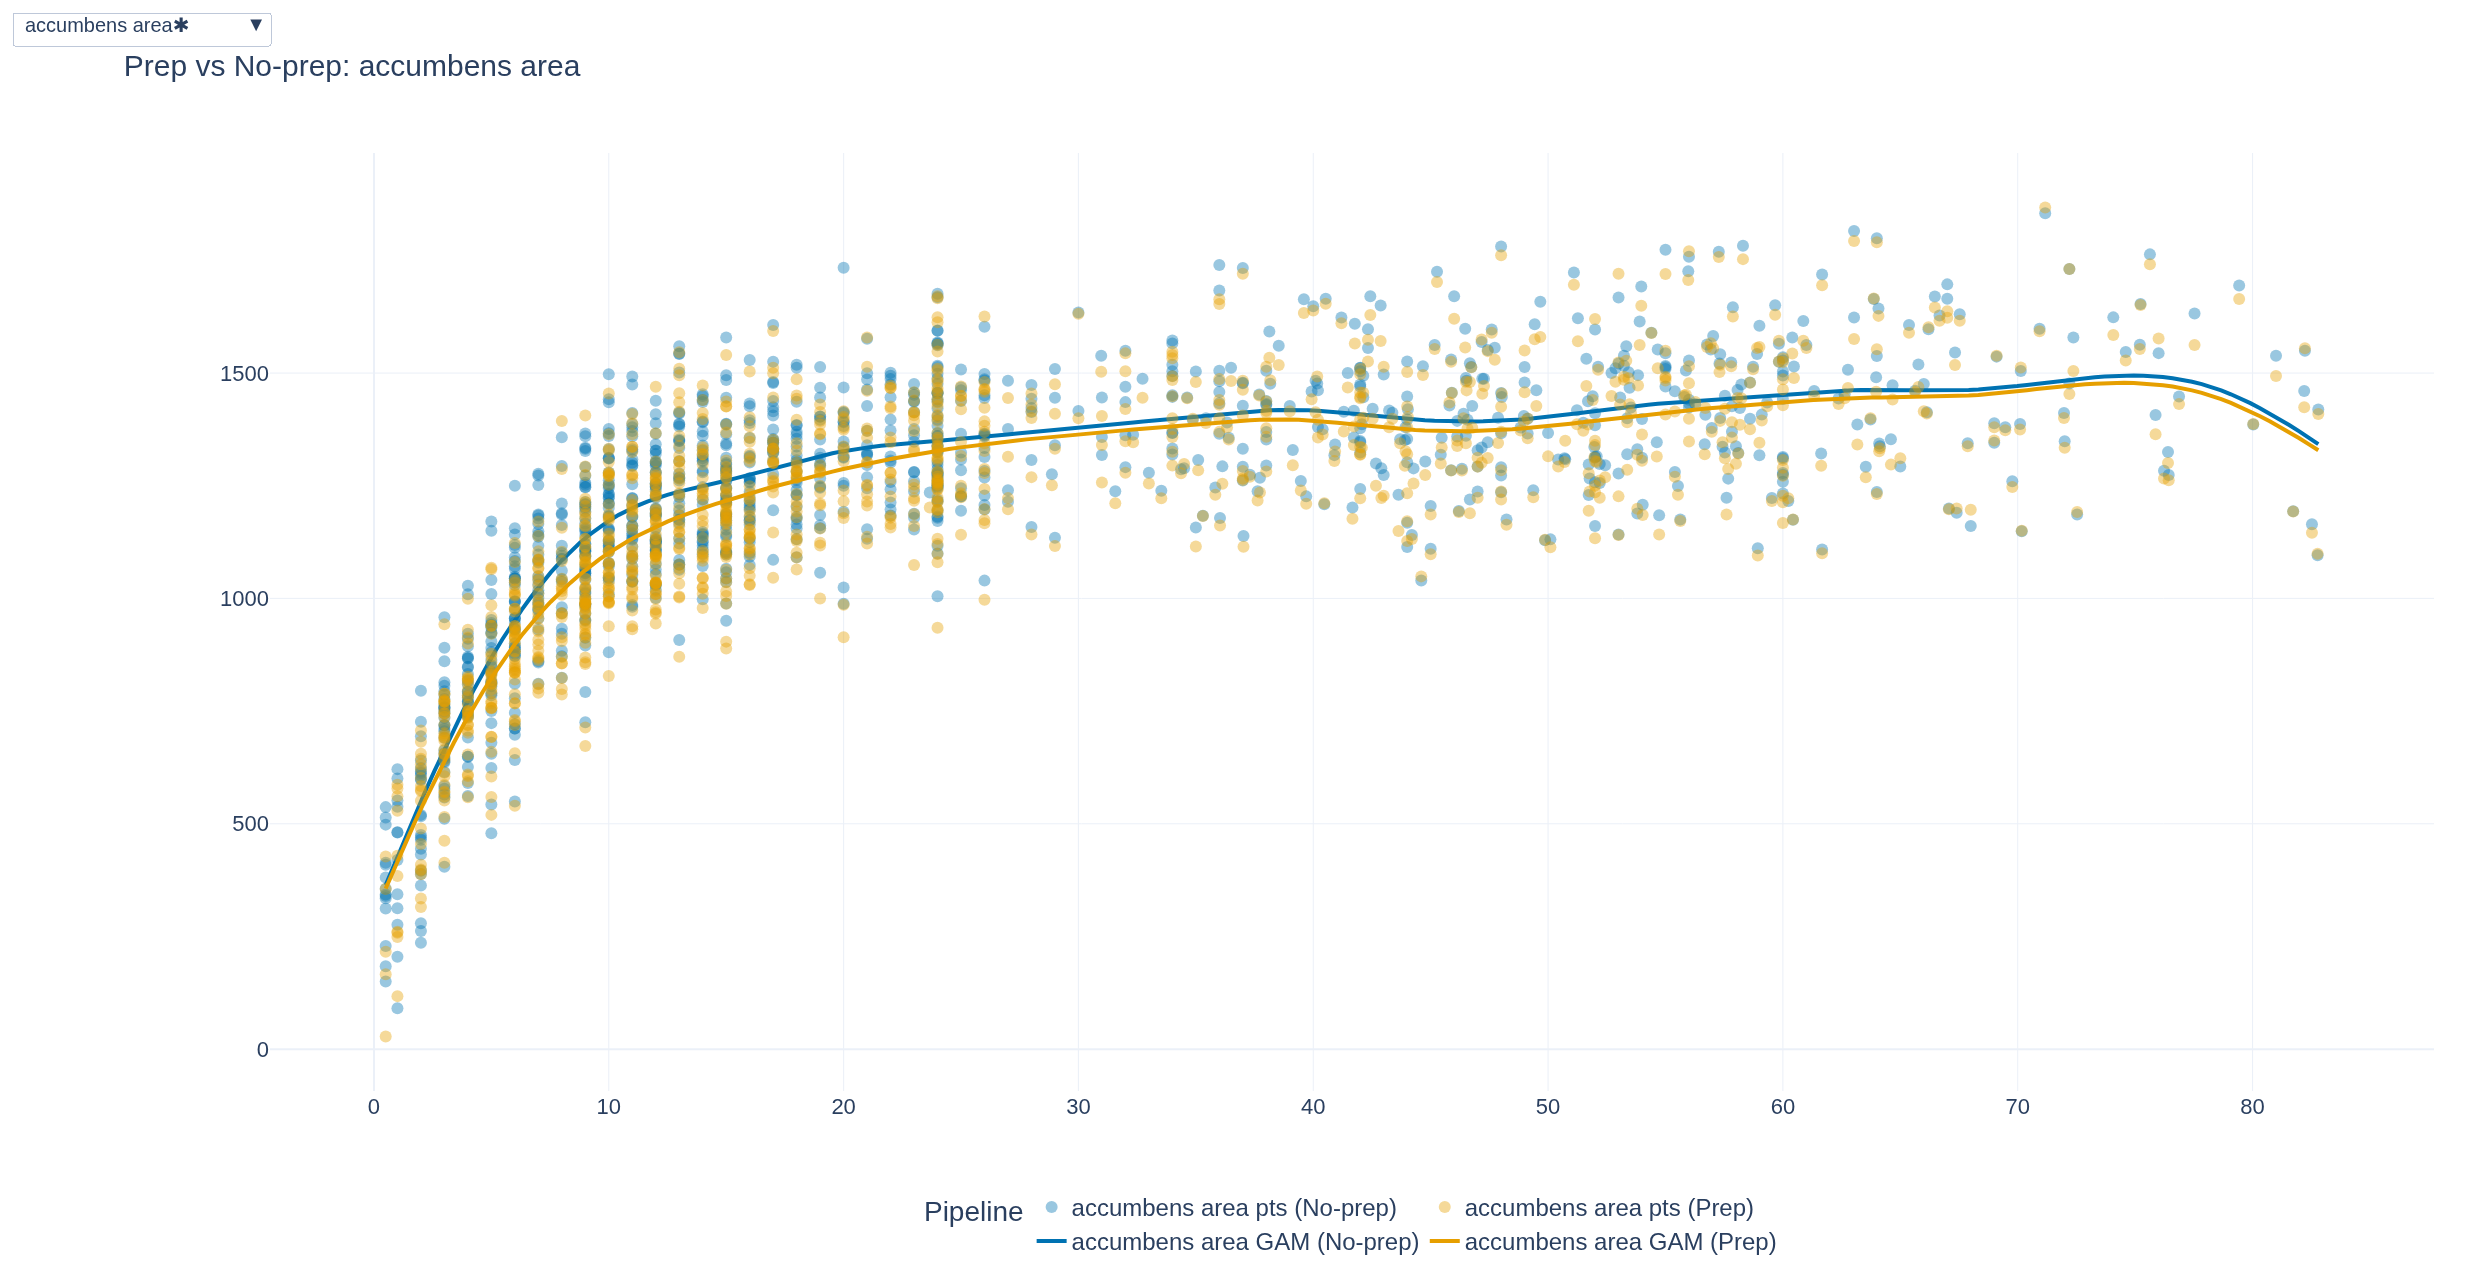 accumbens area✱ ▼
Prep vs No-prep: accumbens area
1500
1000
500
0
0 10 20 30 40 50 60 70 80
Pipeline
accumbens area pts (No-prep) accumbens area pts (Prep)
accumbens area GAM (No-prep) accumbens area GAM (Prep)